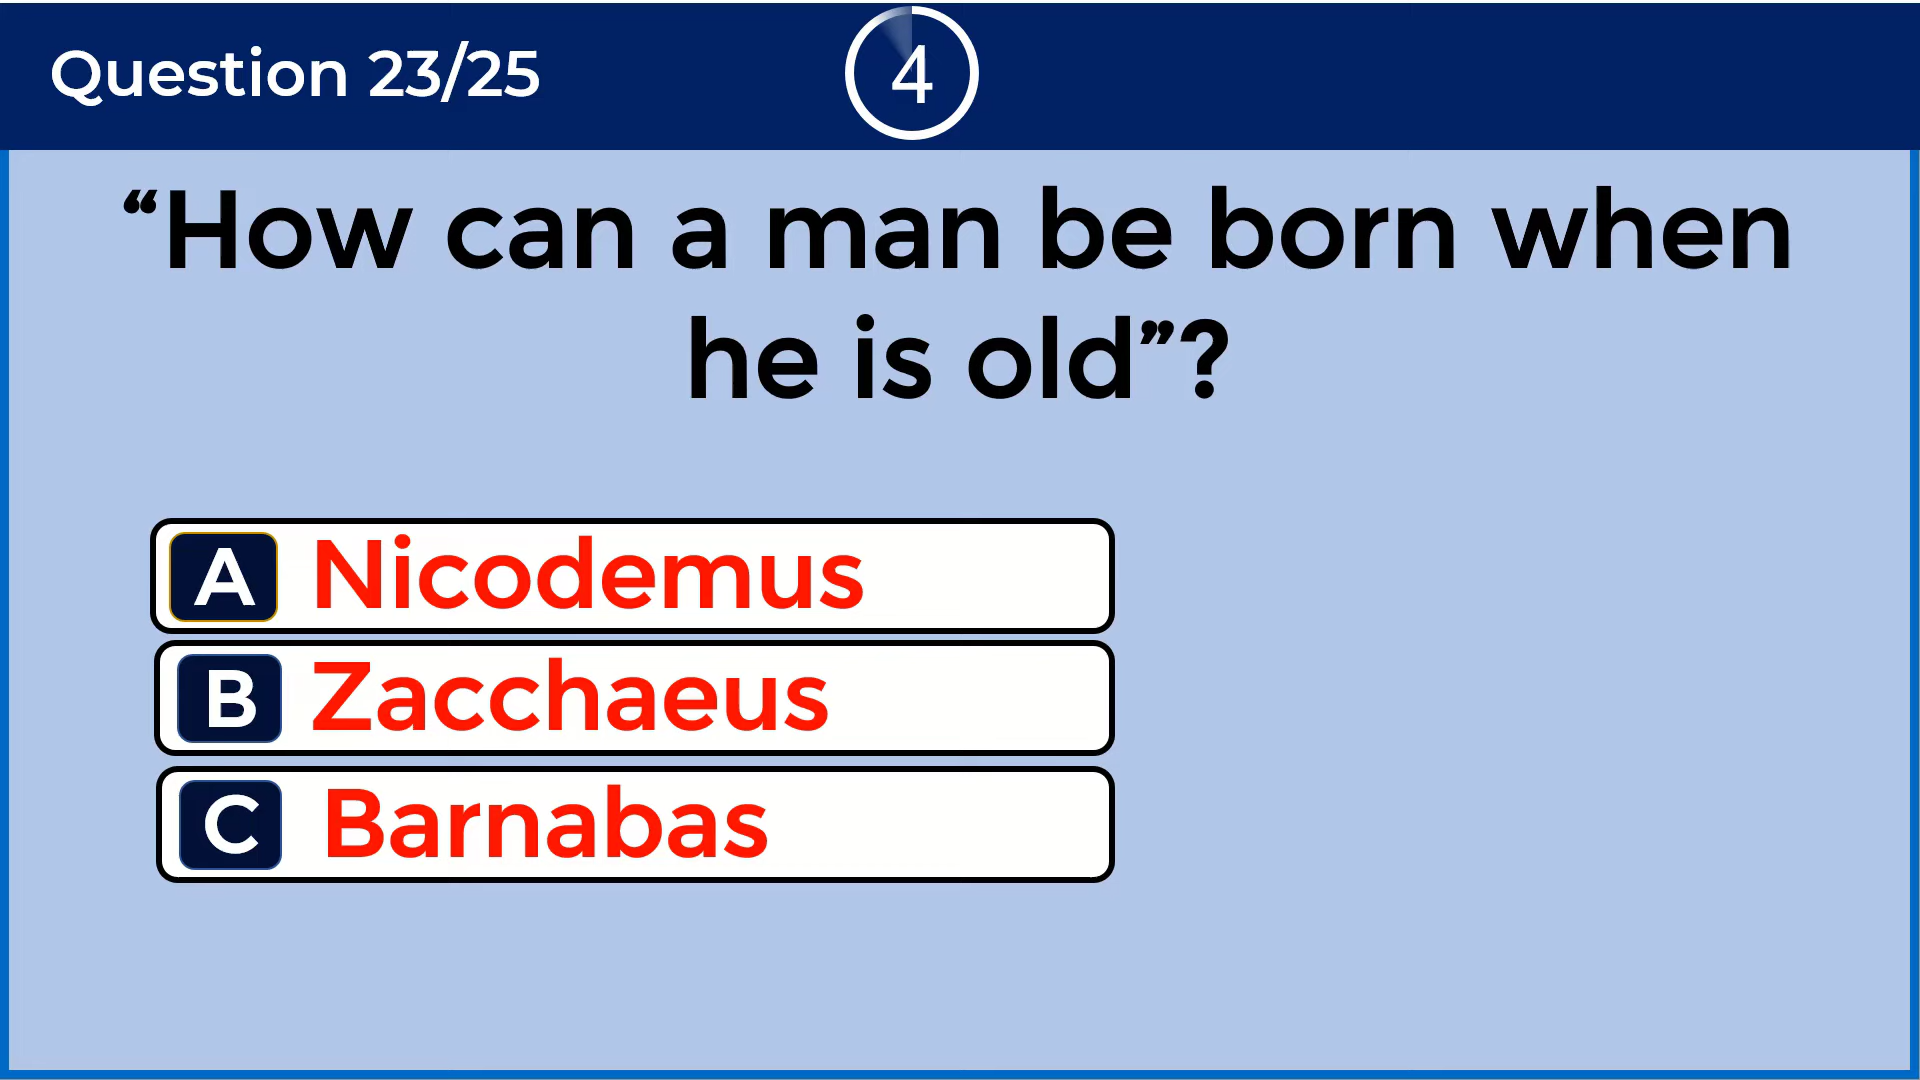 Question 23/25
4
“How can a man be born when
he is old”?
A Nicodemus
B Zacchaeus
C Barnabas